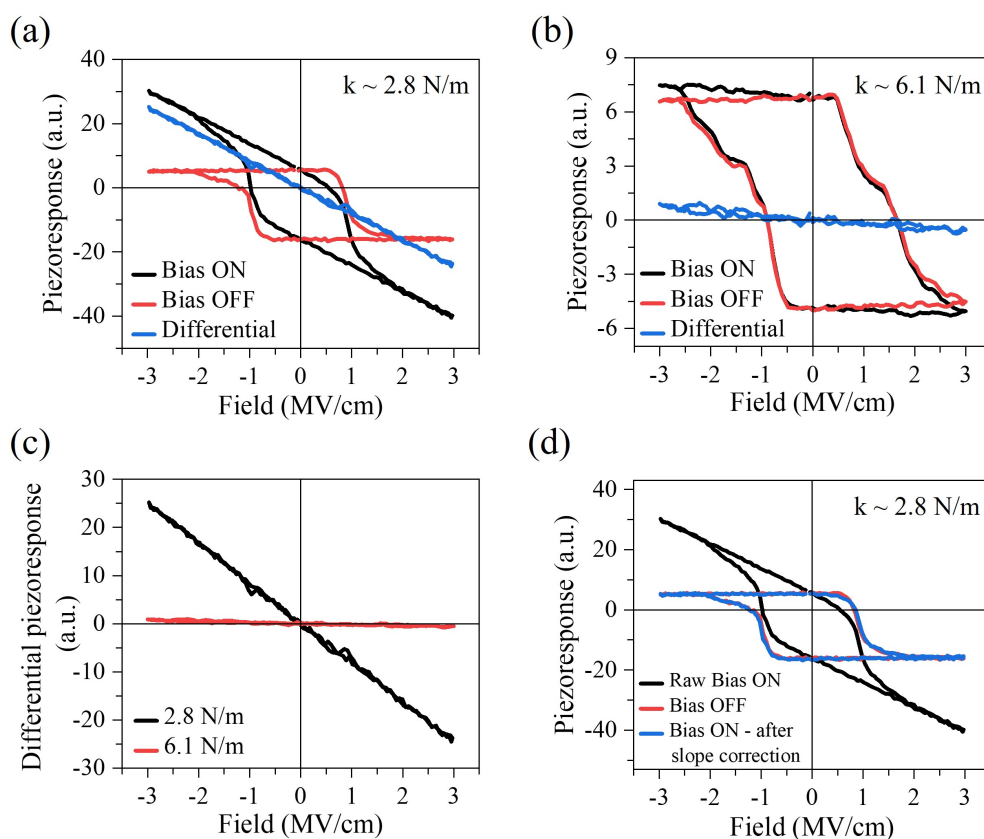 (a)
40
20
0
-20
-40
Piezoresponse (a.u.)
k ~ 2.8 N/m
Bias ON
Bias OFF
Differential
-3 -2 -1 0 1 2 3
Field (MV/cm)
(b)
9
6
3
0
-3
-6
Piezoresponse (a.u.)
k ~ 6.1 N/m
Bias ON
Bias OFF
Differential
-3 -2 -1 0 1 2 3
Field (MV/cm)
(c)
30
20
10
0
-10
-20
-30
Differential piezoresponse
(a.u.)
2.8 N/m
6.1 N/m
-3 -2 -1 0 1 2 3
Field (MV/cm)
(d)
40
20
0
-20
-40
Piezoresponse (a.u.)
k ~ 2.8 N/m
Raw Bias ON
Bias OFF
Bias ON - after
slope correction
-3 -2 -1 0 1 2 3
Field (MV/cm)